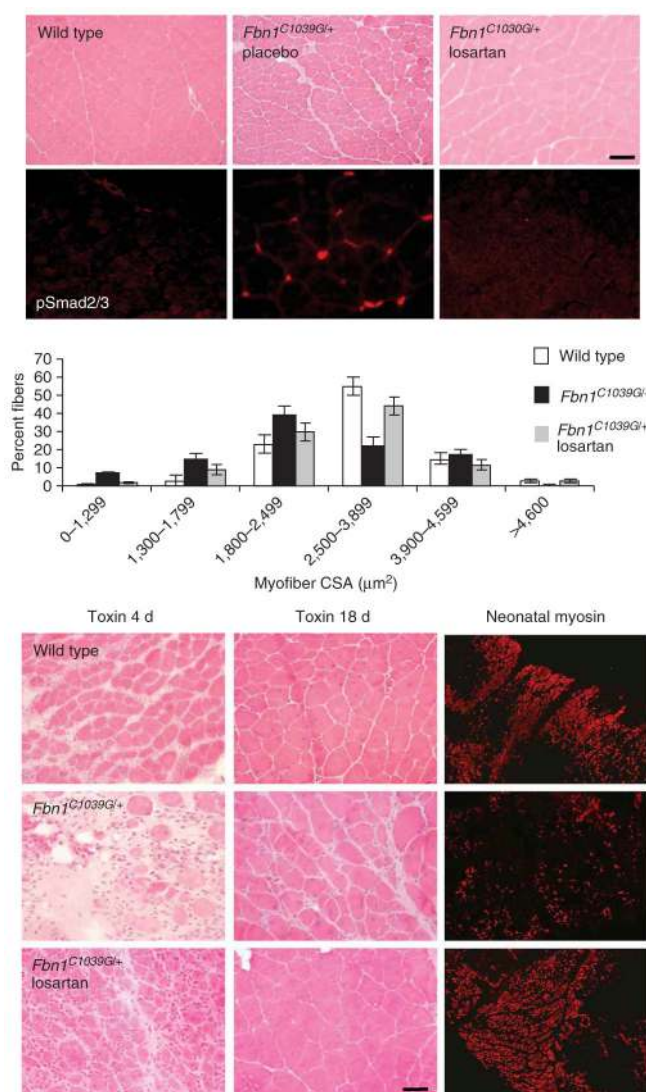 Wild type
Fbn1C1039G/+
placebo
Fbn1C1030G/+
losartan
pSmad2/3
Percent fibers
70
60
50
40
30
20
10
0
Wild type
Fbn1C1039G/+
Fbn1C1039G/+
losartan
0–1,299
1,300–1,799
1,800–2,499
2,500–3,899
3,900–4,599
>4,600
Myofiber CSA (μm2)
Toxin 4 d
Toxin 18 d
Neonatal myosin
Wild type
Fbn1C1039G/+
Fbn1C1039G/+
losartan